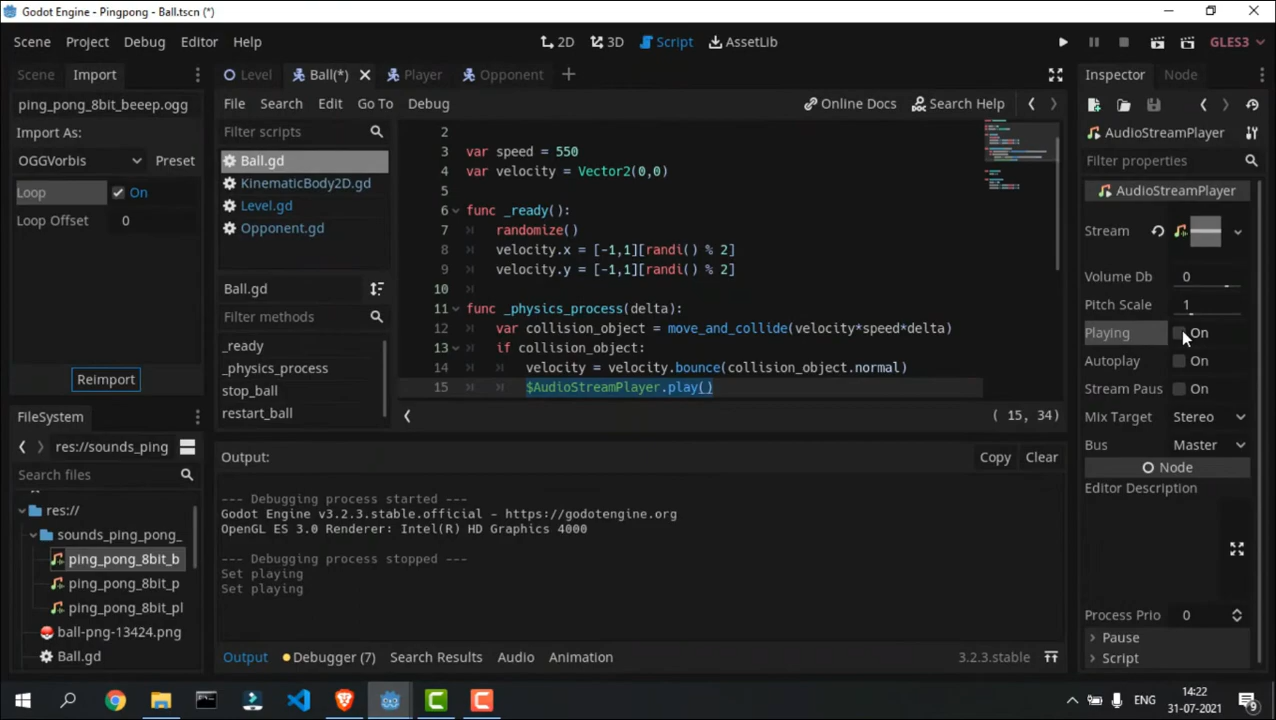 Godot Engine - Pingpong - Ball.tscn (*)
Scene Project Debug Editor Help
2D 3D Script AssetLib
GLES3
Scene Import
ping_pong_8bit_beeep.ogg
Import As:
OGGVorbis Preset
Loop On
Loop Offset 0
Reimport
FileSystem
res://sounds_ping
Search files
res://
sounds_ping_pong_
ping_pong_8bit_b
ping_pong_8bit_p
ping_pong_8bit_pl
ball-png-13424.png
Ball.gd
Level Ball(*) Player Opponent
File Search Edit Go To Debug
Online Docs Search Help
Filter scripts
Ball.gd
KinematicBody2D.gd
Level.gd
Opponent.gd
Ball.gd
Filter methods
_ready
_physics_process
stop_ball
restart_ball
2
3 var speed = 550
4 var velocity = Vector2(0,0)
5
6 func _ready():
7 randomize()
8 velocity.x = [-1,1][randi() % 2]
9 velocity.y = [-1,1][randi() % 2]
10
11 func _physics_process(delta):
12 var collision_object = move_and_collide(velocity*speed*delta)
13 if collision_object:
14 velocity = velocity.bounce(collision_object.normal)
15 $AudioStreamPlayer.play()
( 15, 34)
Output:
Copy Clear
--- Debugging process started ---
Godot Engine v3.2.3.stable.official - https://godotengine.org
OpenGL ES 3.0 Renderer: Intel(R) HD Graphics 4000
--- Debugging process stopped ---
Set playing
Set playing
Output Debugger (7) Search Results Audio Animation
3.2.3.stable
Inspector Node
AudioStreamPlayer
Filter properties
AudioStreamPlayer
Stream
Volume Db 0
Pitch Scale 1
Playing On
Autoplay On
Stream Paus On
Mix Target Stereo
Bus Master
Node
Editor Description
Process Prio 0
Pause
Script
ENG
14:22
31-07-2021
9